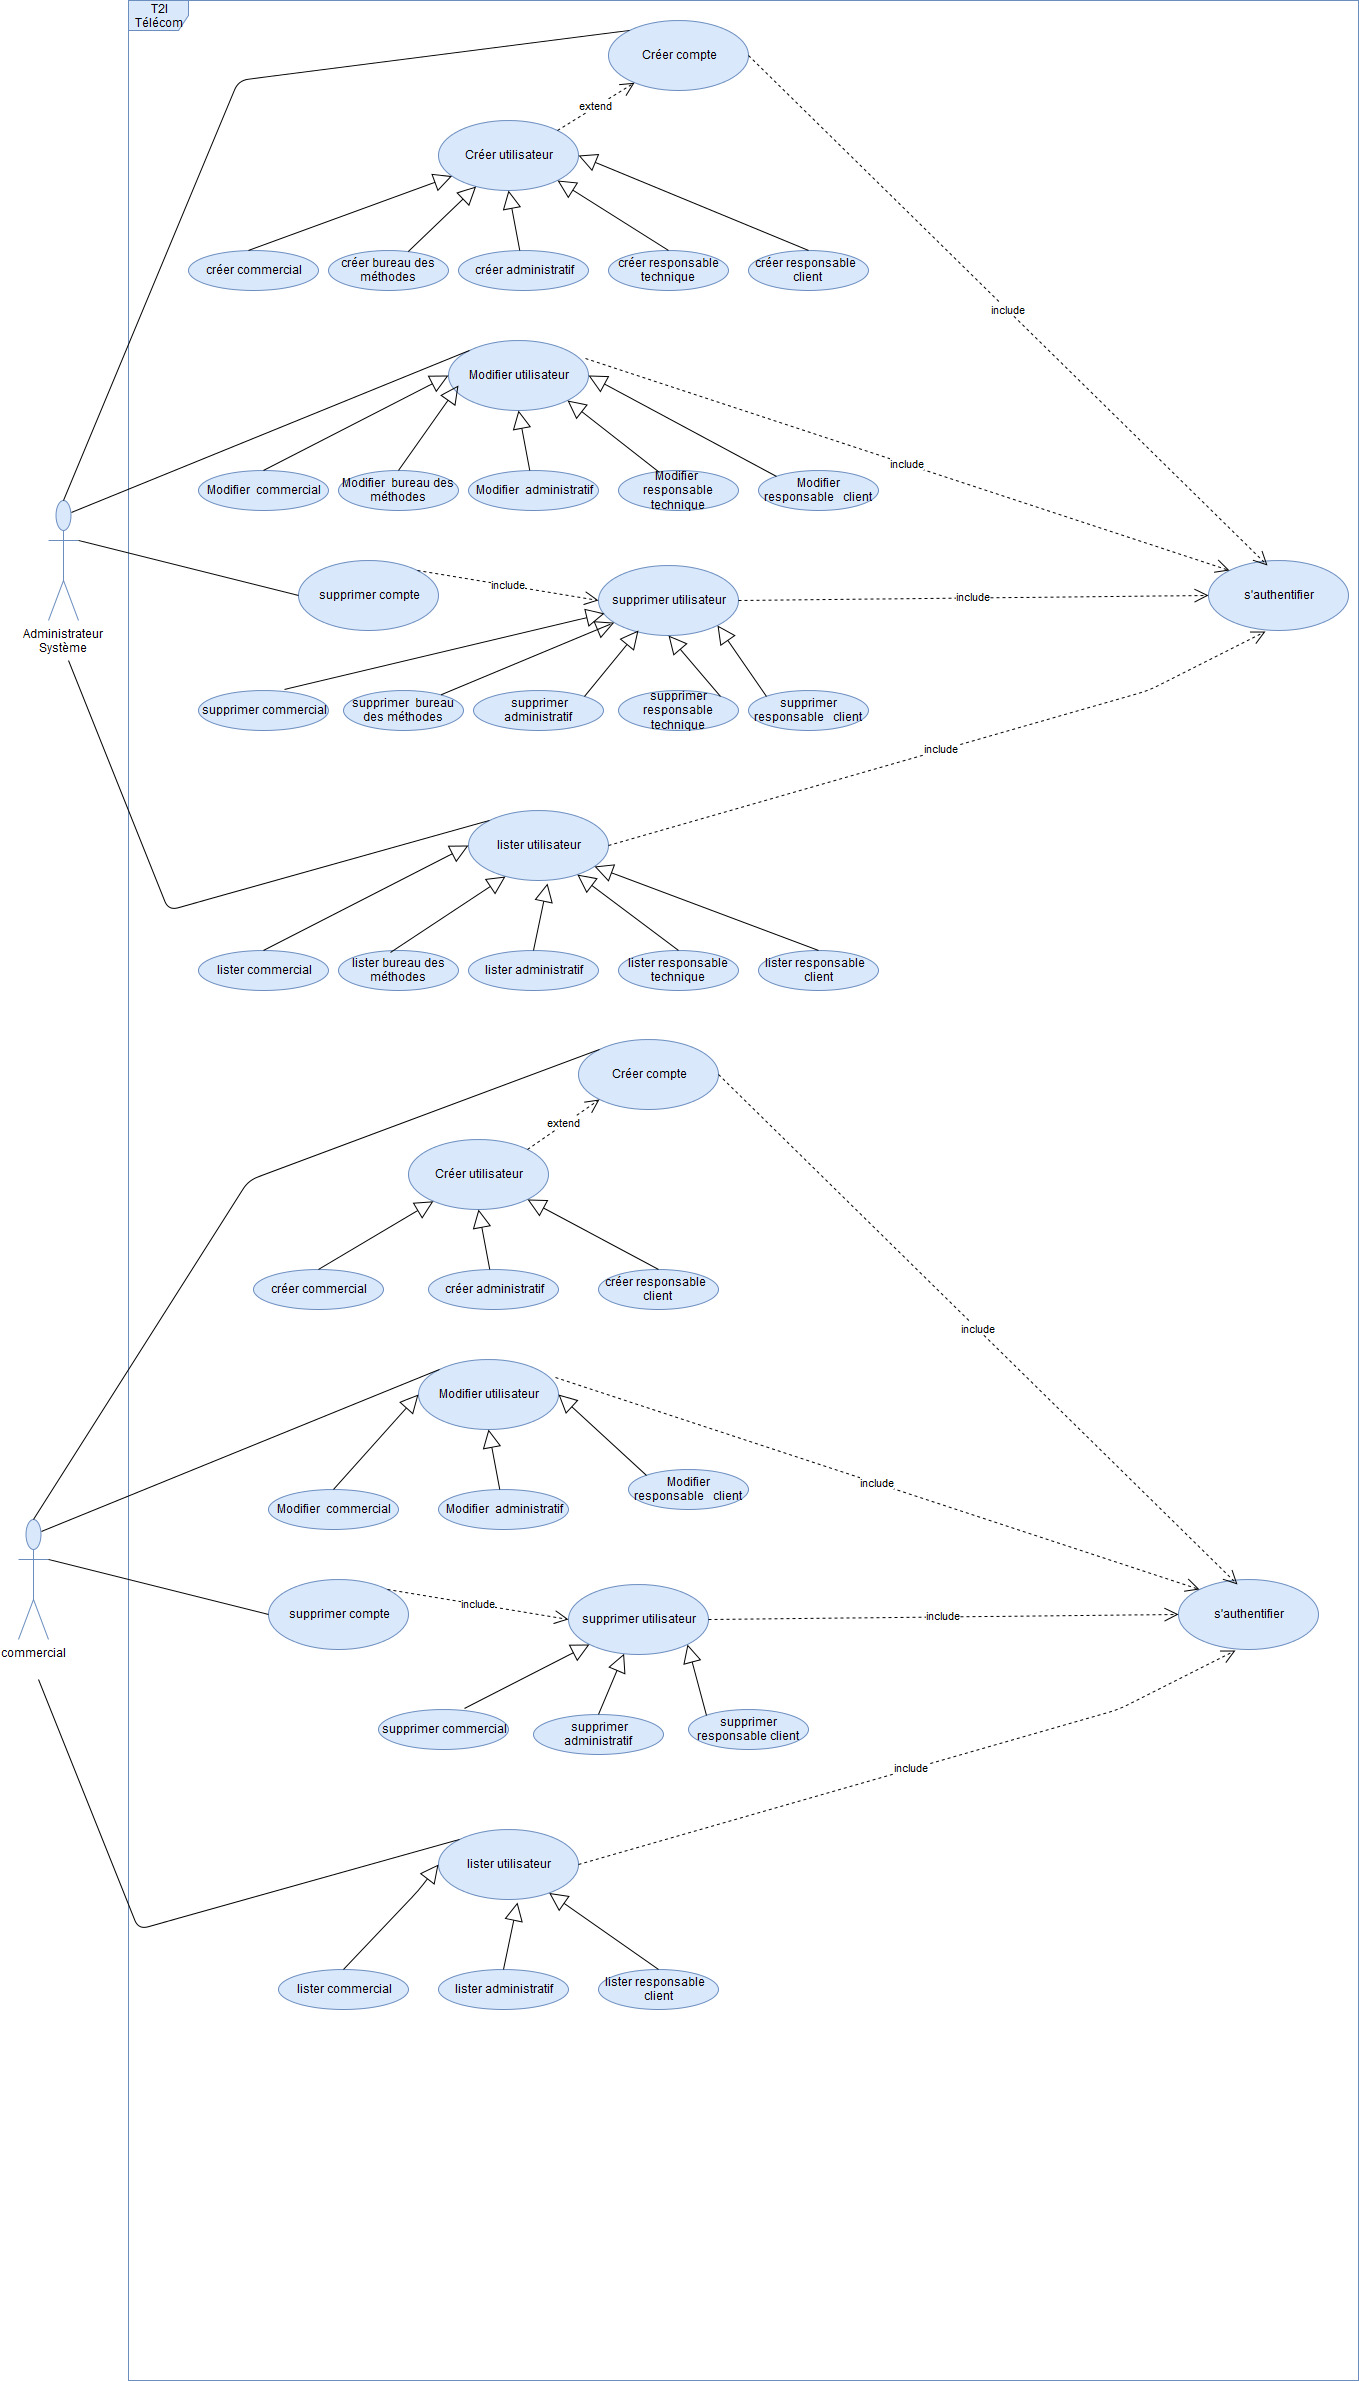 T2I
Télécom
Créer compte
extend
Créer utilisateur
créer commercial
créer bureau des
méthodes
créer administratif
créer responsable
technique
créer responsable
client
include
Modifier utilisateur
include
Modifier  commercial
Modifier  bureau des
méthodes
Modifier  administratif
Modifier
responsable
technique
Modifier
responsable   client
Administrateur
Système
supprimer compte
include
supprimer utilisateur
include
s'authentifier
supprimer commercial
supprimer  bureau
des méthodes
supprimer
administratif
supprimer
responsable
technique
supprimer
responsable   client
include
lister utilisateur
lister commercial
lister bureau des
méthodes
lister administratif
lister responsable
technique
lister responsable
client
Créer compte
extend
Créer utilisateur
créer commercial
créer administratif
créer responsable
client
include
Modifier utilisateur
include
Modifier  commercial
Modifier  administratif
Modifier
responsable   client
commercial
supprimer compte
include
supprimer utilisateur
include
s'authentifier
supprimer commercial
supprimer
administratif
supprimer
responsable client
include
lister utilisateur
lister commercial
lister administratif
lister responsable
client